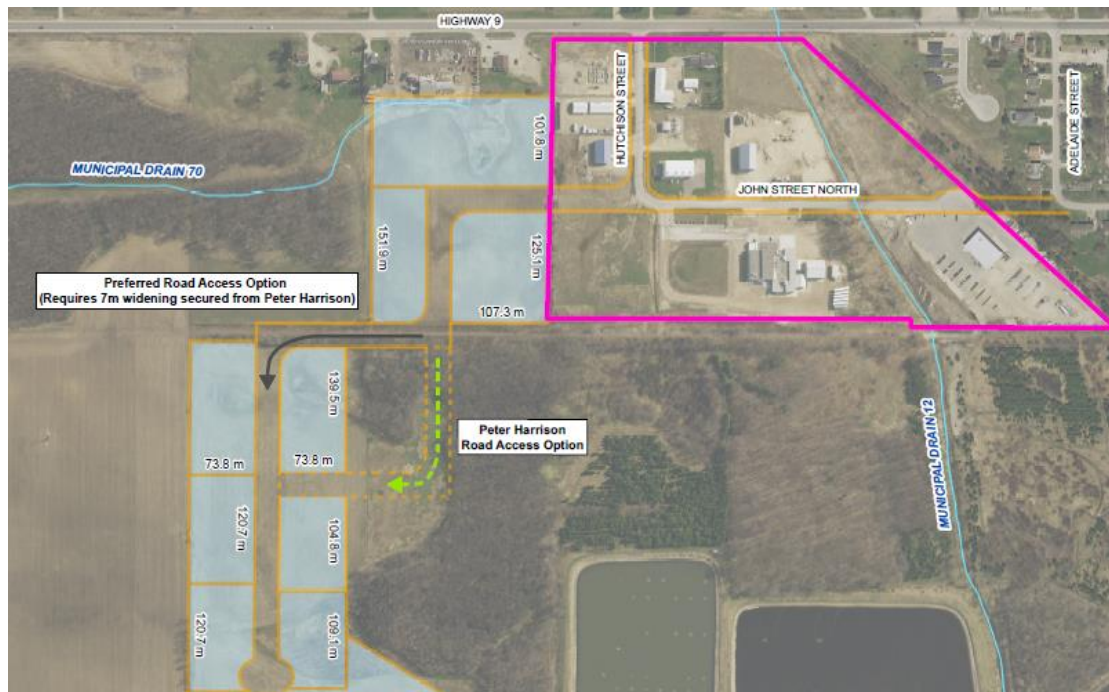 HIGHWAY 9
HUTCHISON STREET
ADELAIDE STREET
101.8 m
MUNICIPAL DRAIN 70
JOHN STREET NORTH
151.9 m
125.1 m
Preferred Road Access Option
(Requires 7m widening secured from Peter Harrison)
107.3 m
139.5 m
Peter Harrison
Road Access Option
73.8 m
73.8 m
MUNICIPAL DRAIN 12
120.7 m
104.8 m
120.7 m
109.1 m